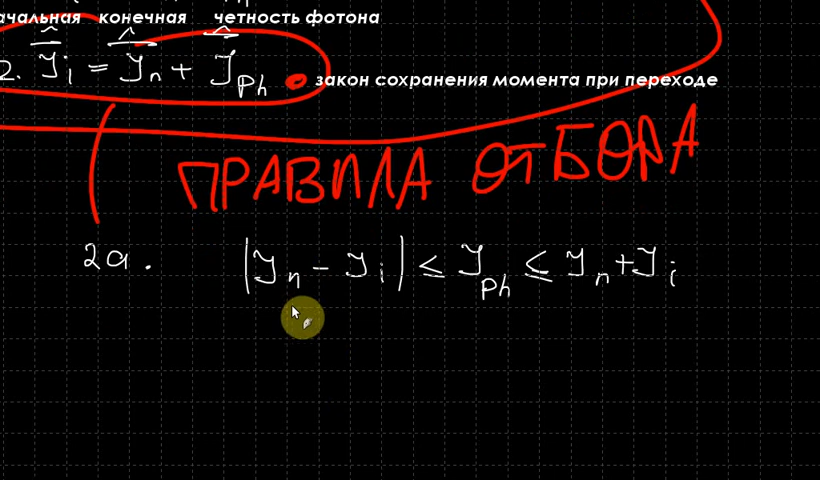 ачальная конечная четность фотона
2. J_i = J_n + J_ph закон сохранения момента при переходе
ПРАВИЛА ОТБОРА
2а. |J_n - J_i| ≤ J_ph ≤ J_n + J_i